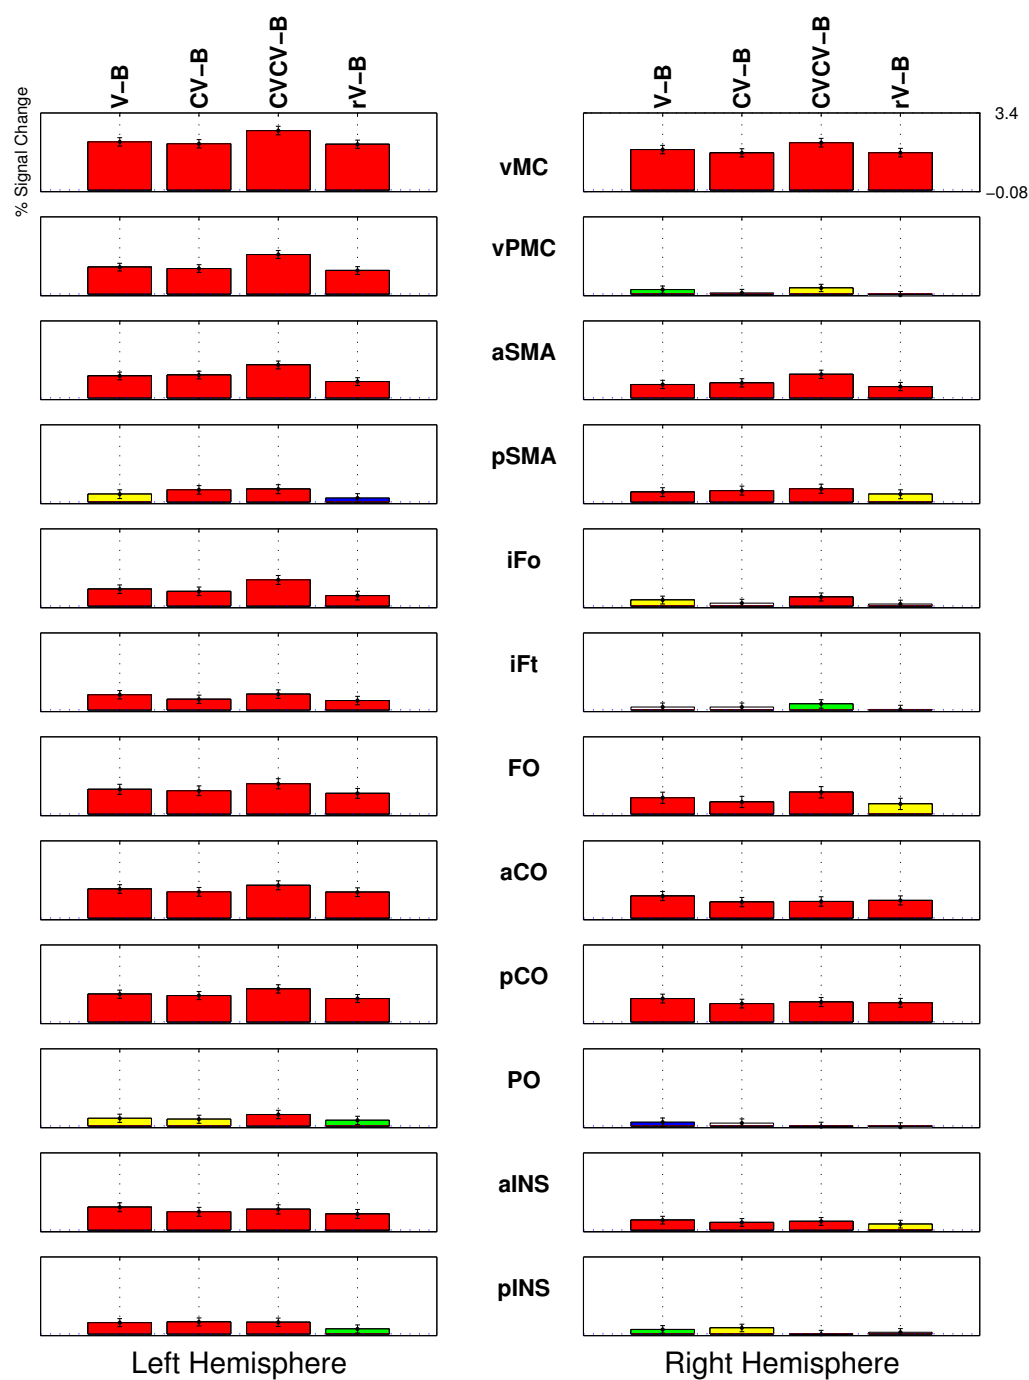 V−B CV−B CVCV−B rV−B V−B CV−B CVCV−B rV−B
% Signal Change
3.4
vMC
−0.08
vPMC
aSMA
pSMA
iFo
iFt
FO
aCO
pCO
PO
aINS
pINS
Left Hemisphere Right Hemisphere